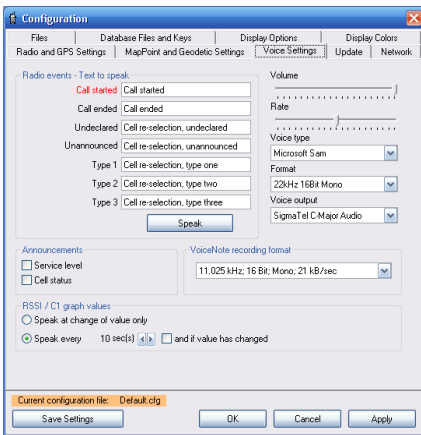 Configuration
Files Database Files and Keys Display Options Display Colors
Radio and GPS Settings MapPoint and Geodetic Settings Voice Settings Update Network
Radio events - Text to speak
Call started Call started
Call ended Call ended
Undeclared Cell re-selection, undeclared
Unannounced Cell re-selection, unannounced
Type 1 Cell re-selection, type one
Type 2 Cell re-selection, type two
Type 3 Cell re-selection, type three
Speak
Volume
Rate
Voice type
Microsoft Sam
Format
22kHz 16Bit Mono
Voice output
SigmaTel C-Major Audio
Announcements
Service level
Cell status
VoiceNote recording format
11.025 kHz; 16 Bit; Mono; 21 kB/sec
RSSI / C1 graph values
Speak at change of value only
Speak every 10 sec(s) and if value has changed
Current configuration file: Default.cfg
Save Settings OK Cancel Apply